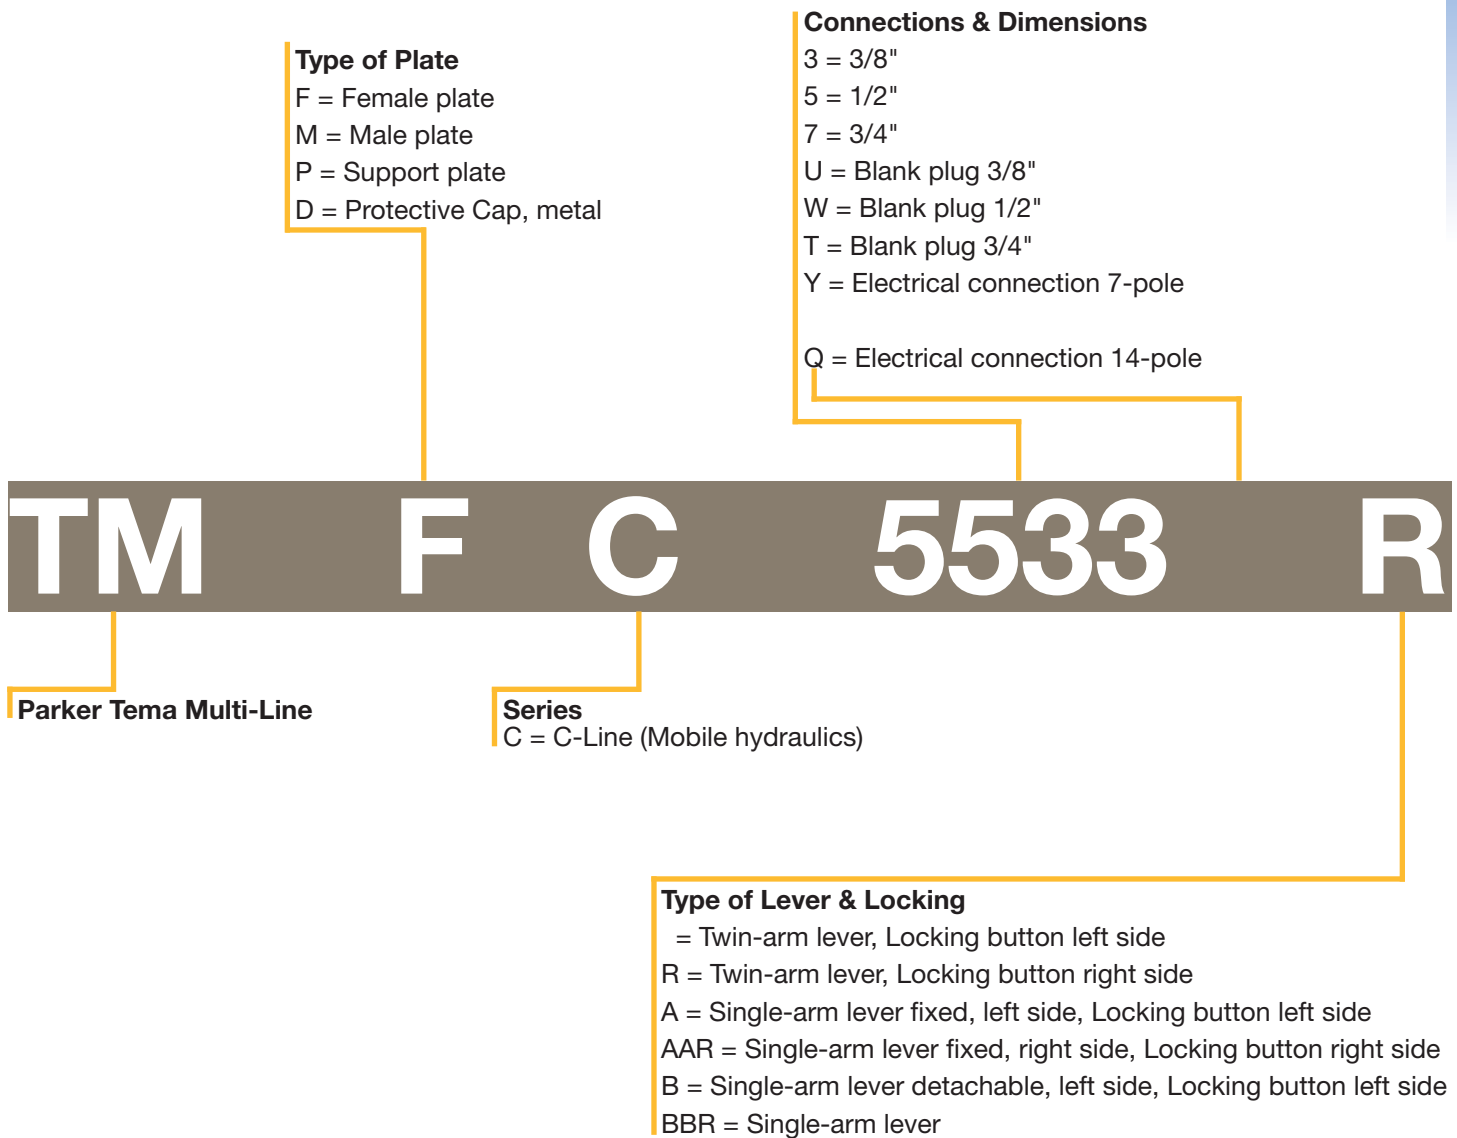 Type of Plate
F = Female plate
M = Male plate
P = Support plate
D = Protective Cap, metal
Connections & Dimensions
3 = 3/8"
5 = 1/2"
7 = 3/4"
U = Blank plug 3/8"
W = Blank plug 1/2"
T = Blank plug 3/4"
Y = Electrical connection 7-pole
Q = Electrical connection 14-pole
TM F C 5533 R
Parker Tema Multi-Line
Series
C = C-Line (Mobile hydraulics)
Type of Lever & Locking
= Twin-arm lever, Locking button left side
R = Twin-arm lever, Locking button right side
A = Single-arm lever fixed, left side, Locking button left side
AAR = Single-arm lever fixed, right side, Locking button right side
B = Single-arm lever detachable, left side, Locking button left side
BBR = Single-arm lever